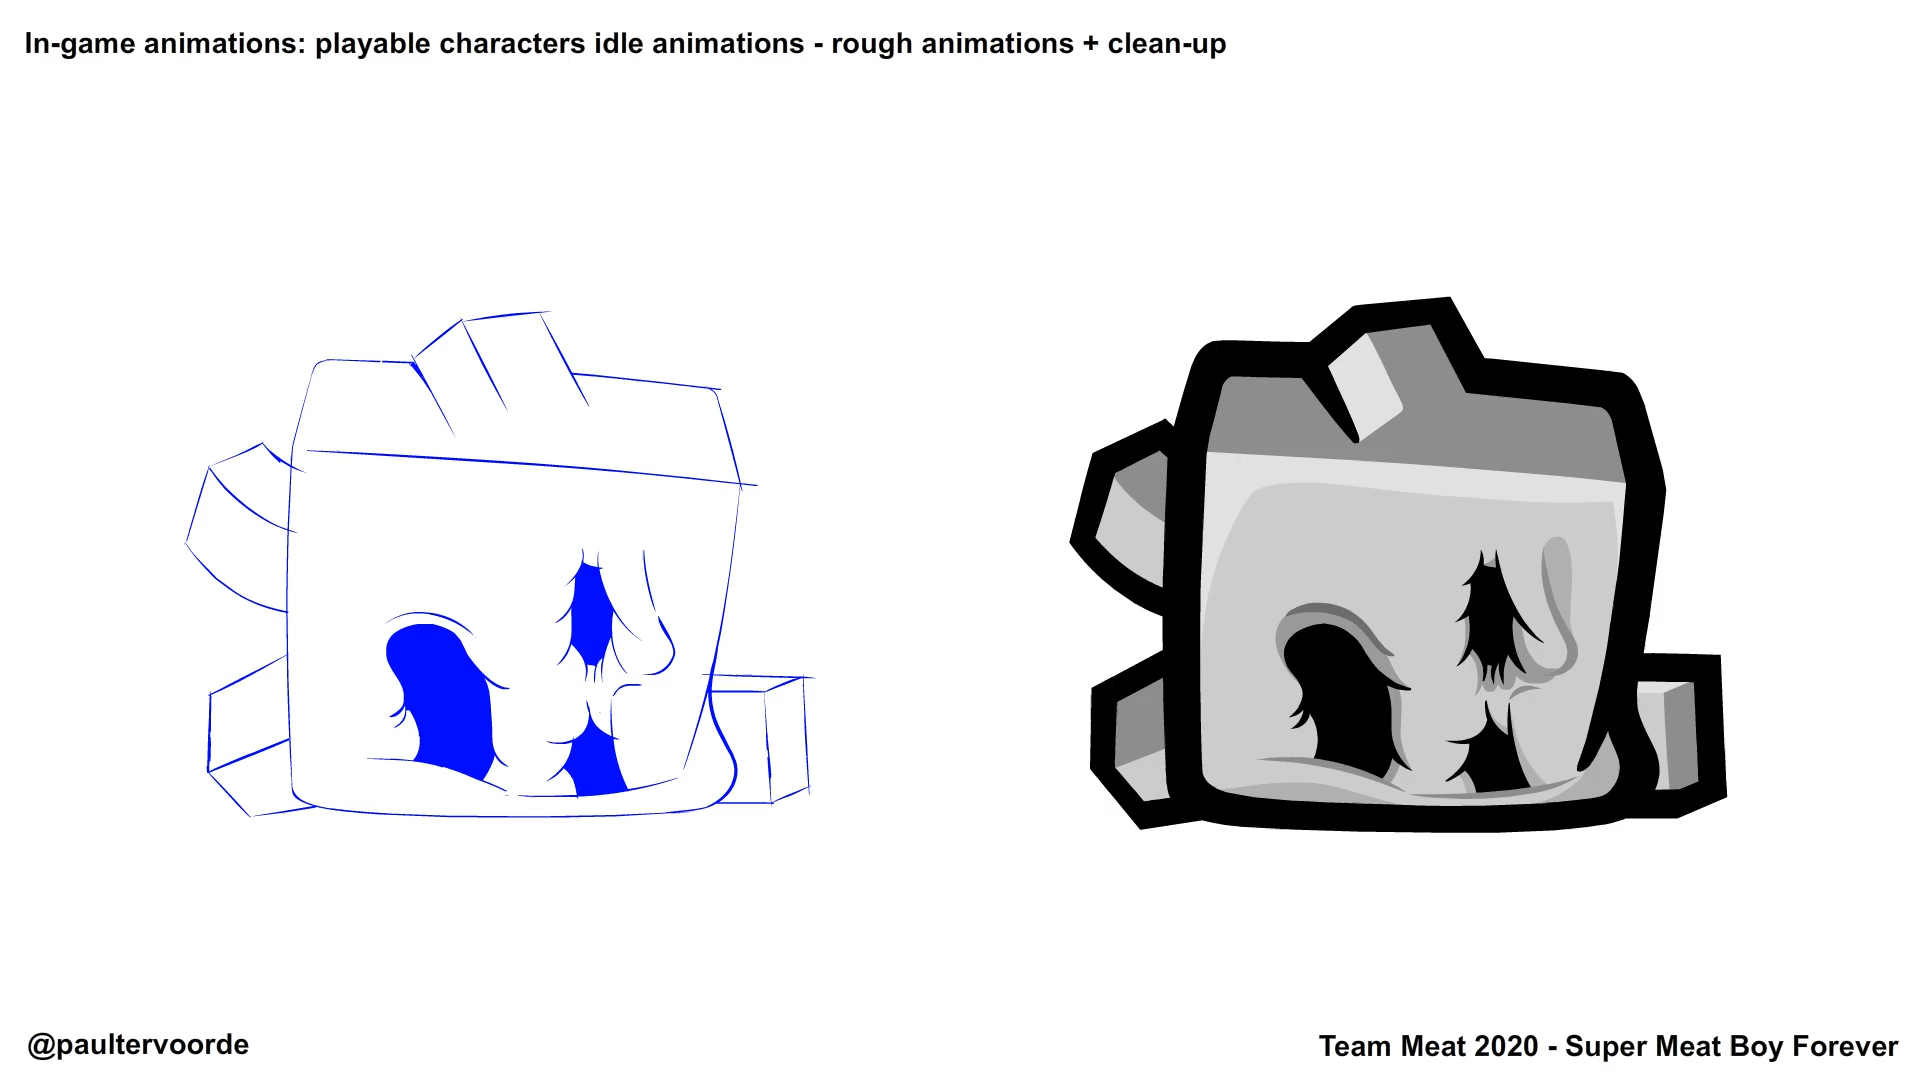 In-game animations: playable characters idle animations - rough animations + clean-up
@paultervoorde
Team Meat 2020 - Super Meat Boy Forever